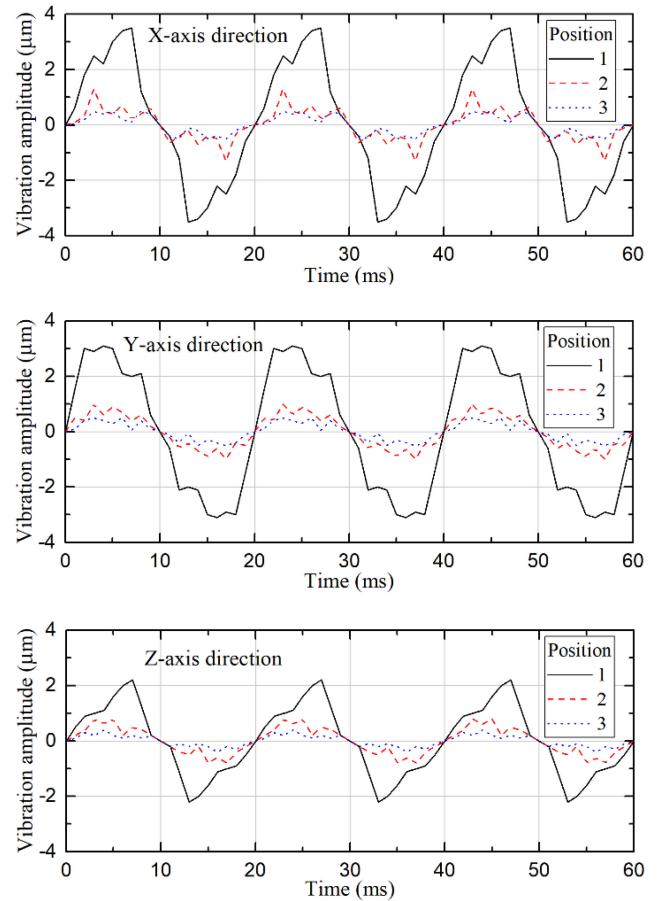 Vibration amplitude (μm)
4
2
0
-2
-4
X-axis direction
Position
1
2
3
0 10 20 30 40 50 60
Time (ms)
Vibration amplitude (μm)
4
2
0
-2
-4
Y-axis direction
Position
1
2
3
0 10 20 30 40 50 60
Time (ms)
Vibration amplitude (μm)
4
2
0
-2
-4
Z-axis direction
Position
1
2
3
0 10 20 30 40 50 60
Time (ms)